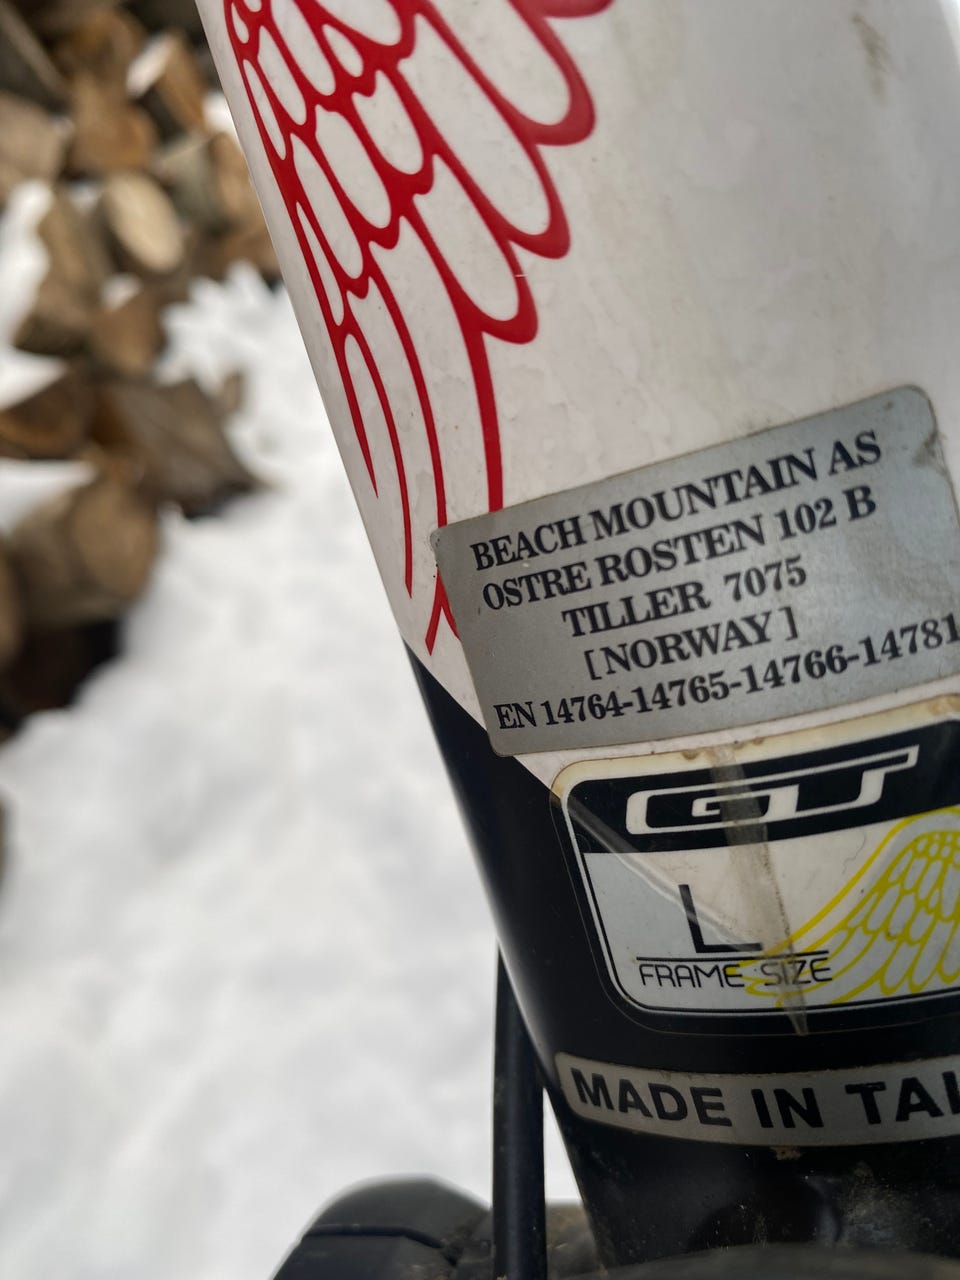 BEACH MOUNTAIN AS
OSTRE ROSTEN 102 B
TILLER 7075
[NORWAY]
EN 14764-14765-14766-14781
GT
L
FRAME SIZE
MADE IN TAI